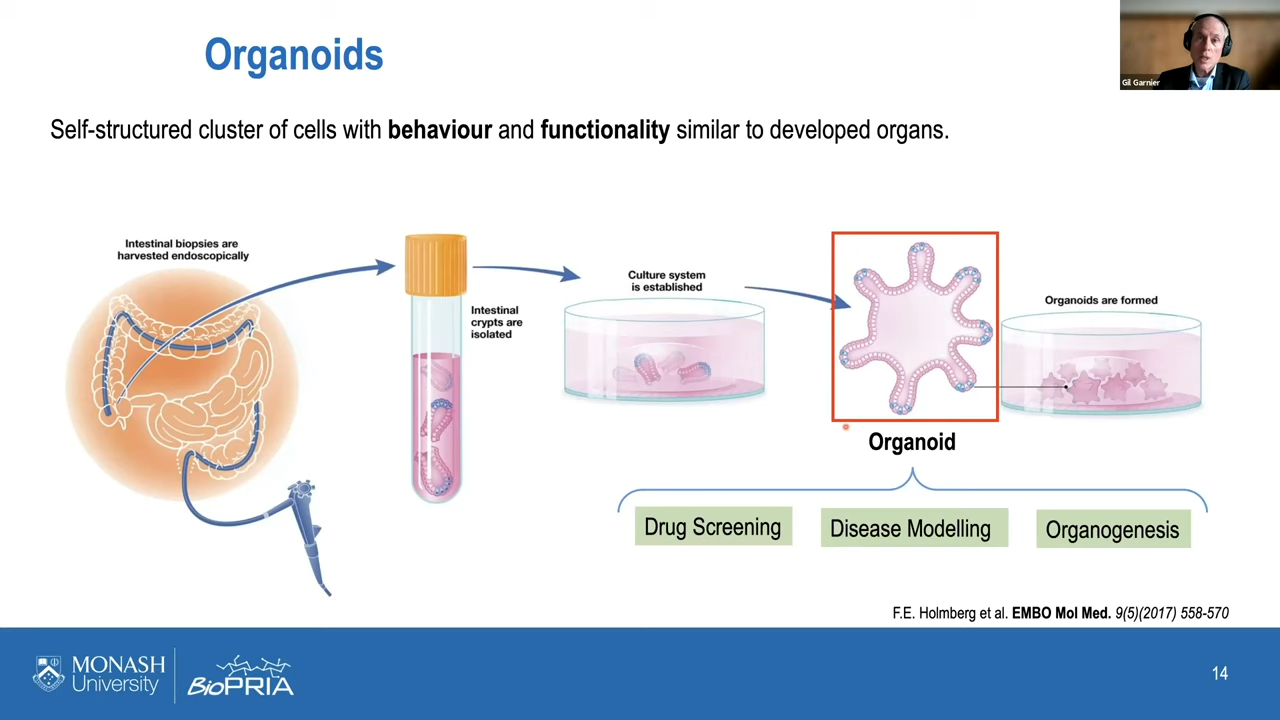 Organoids
Gil Garnier
Self-structured cluster of cells with behaviour and functionality similar to developed organs.
Intestinal biopsies are
harvested endoscopically
Intestinal
crypts are
isolated
Culture system
is established
Organoids are formed
Organoid
Drug Screening
Disease Modelling
Organogenesis
F.E. Holmberg et al. EMBO Mol Med. 9(5)(2017) 558-570
MONASH
University
BioPRIA
14